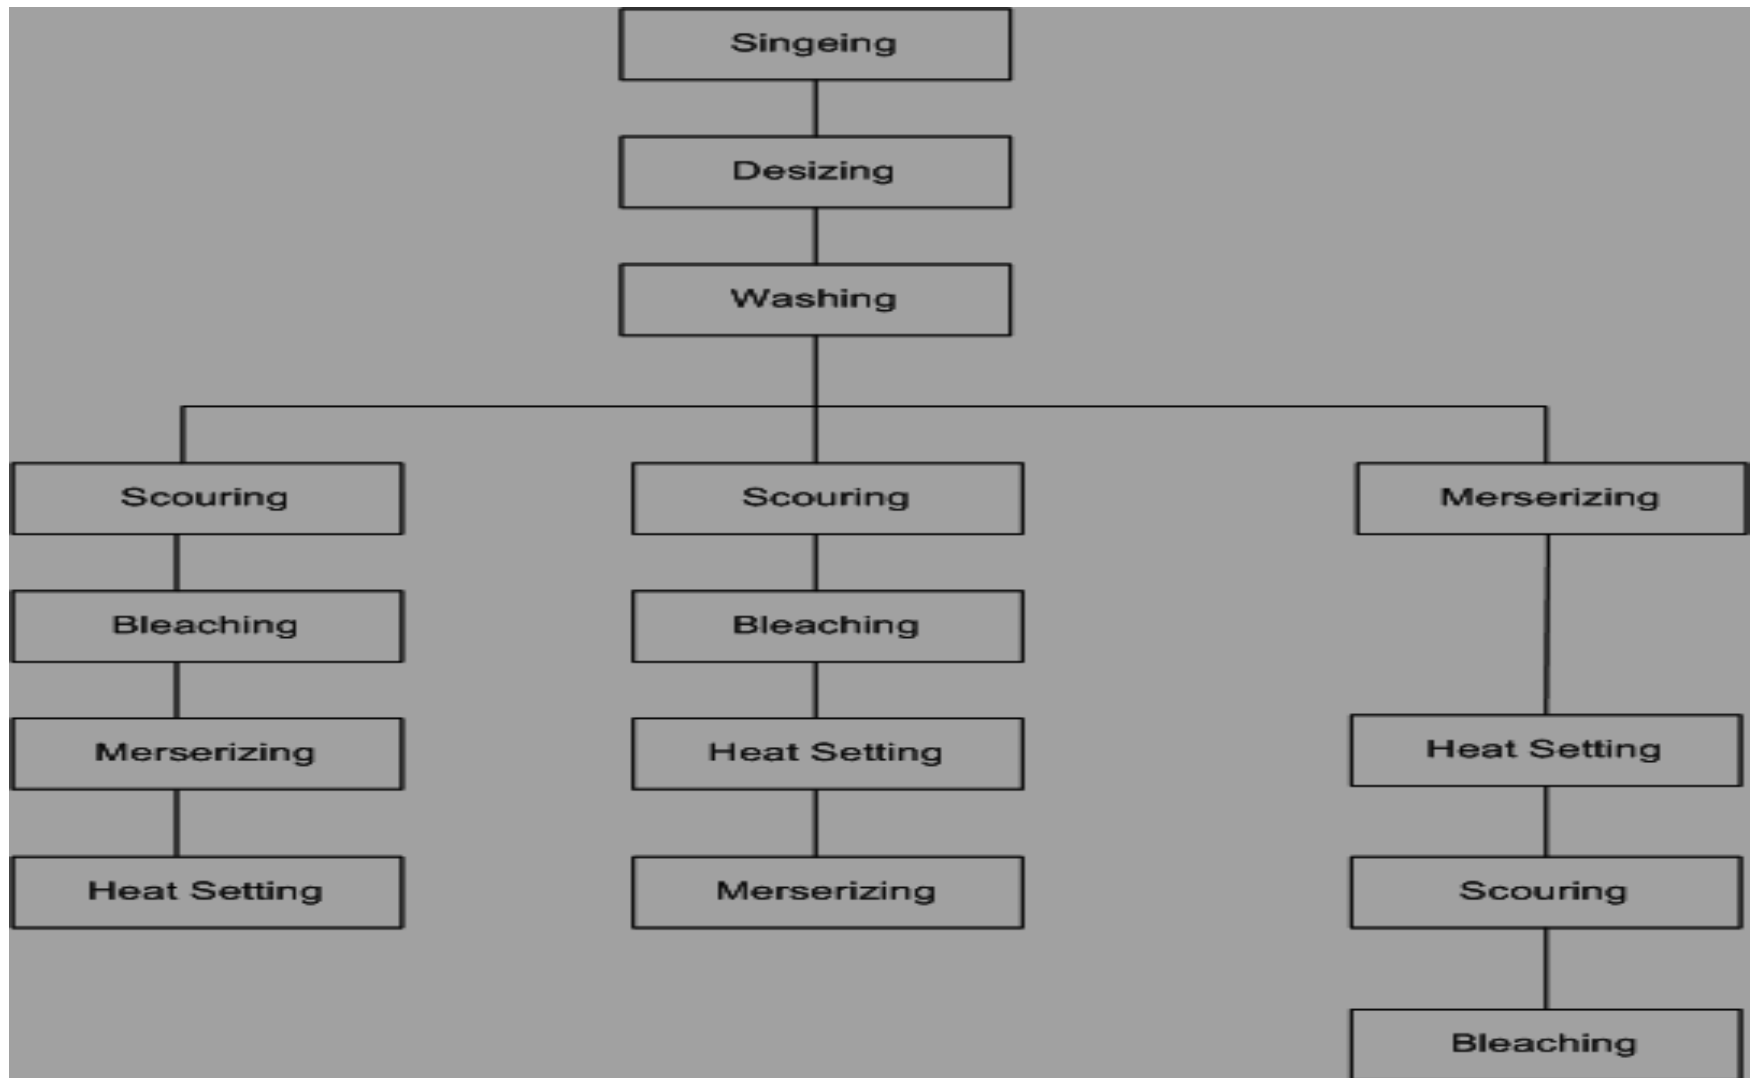 Singeing
Desizing
Washing
Scouring
Bleaching
Merserizing
Heat Setting
Scouring
Bleaching
Heat Setting
Merserizing
Merserizing
Heat Setting
Scouring
Bleaching